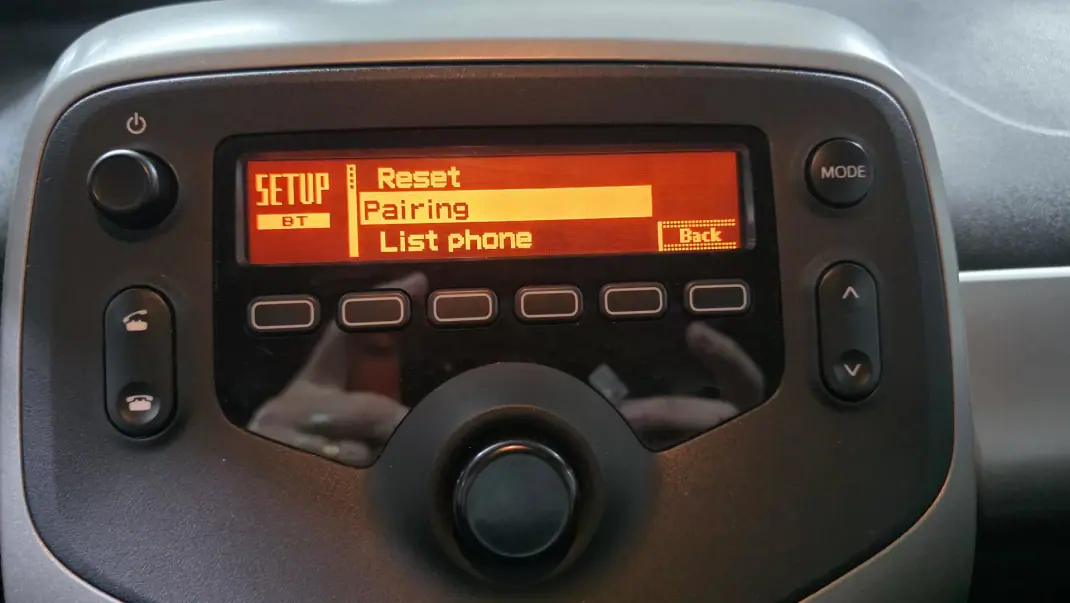 SETUP
BT
Reset
Pairing
List phone
Back
MODE